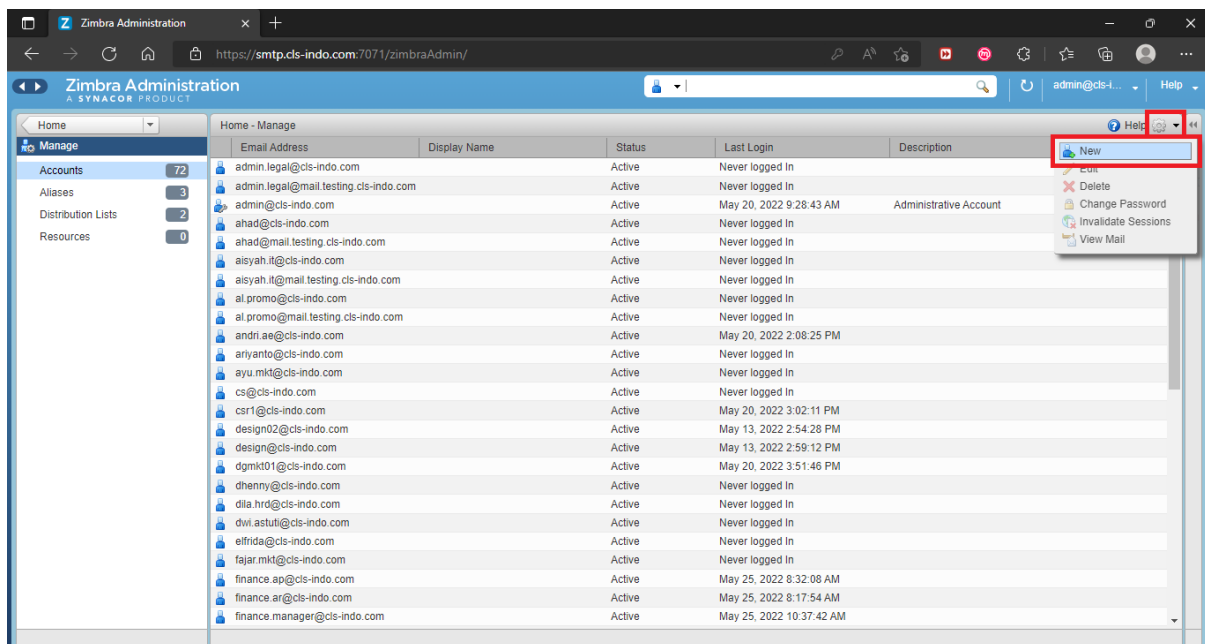 Zimbra Administration
https://smtp.cls-indo.com:7071/zimbraAdmin/
Zimbra Administration
A SYNACOR PRODUCT
admin@cls-i...
Help
Home
Home - Manage
Help
Manage
Email Address Display Name Status Last Login Description
New
Edit
Delete
Change Password
Invalidate Sessions
View Mail
Accounts 72
Aliases 3
Distribution Lists 2
Resources 0
admin.legal@cls-indo.com Active Never logged In
admin.legal@mail.testing.cls-indo.com Active Never logged In
admin@cls-indo.com Active May 20, 2022 9:28:43 AM Administrative Account
ahad@cls-indo.com Active Never logged In
ahad@mail.testing.cls-indo.com Active Never logged In
aisyah.it@cls-indo.com Active Never logged In
aisyah.it@mail.testing.cls-indo.com Active Never logged In
al.promo@cls-indo.com Active Never logged In
al.promo@mail.testing.cls-indo.com Active Never logged In
andri.ae@cls-indo.com Active May 20, 2022 2:08:25 PM
ariyanto@cls-indo.com Active Never logged In
ayu.mkt@cls-indo.com Active Never logged In
cs@cls-indo.com Active Never logged In
csr1@cls-indo.com Active May 20, 2022 3:02:11 PM
design02@cls-indo.com Active May 13, 2022 2:54:28 PM
design@cls-indo.com Active May 13, 2022 2:59:12 PM
dgmkt01@cls-indo.com Active May 20, 2022 3:51:46 PM
dhenny@cls-indo.com Active Never logged In
dila.hrd@cls-indo.com Active Never logged In
dwi.astuti@cls-indo.com Active Never logged In
elfrida@cls-indo.com Active Never logged In
fajar.mkt@cls-indo.com Active Never logged In
finance.ap@cls-indo.com Active May 25, 2022 8:32:08 AM
finance.ar@cls-indo.com Active May 25, 2022 8:17:54 AM
finance.manager@cls-indo.com Active May 25, 2022 10:37:42 AM